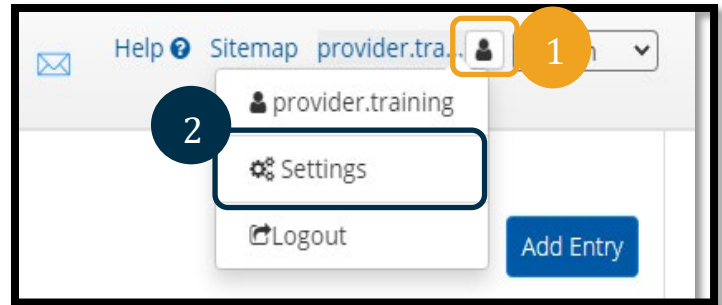 Help ? Sitemap provider.tra... 1
provider.training
2
Settings
Logout
Add Entry